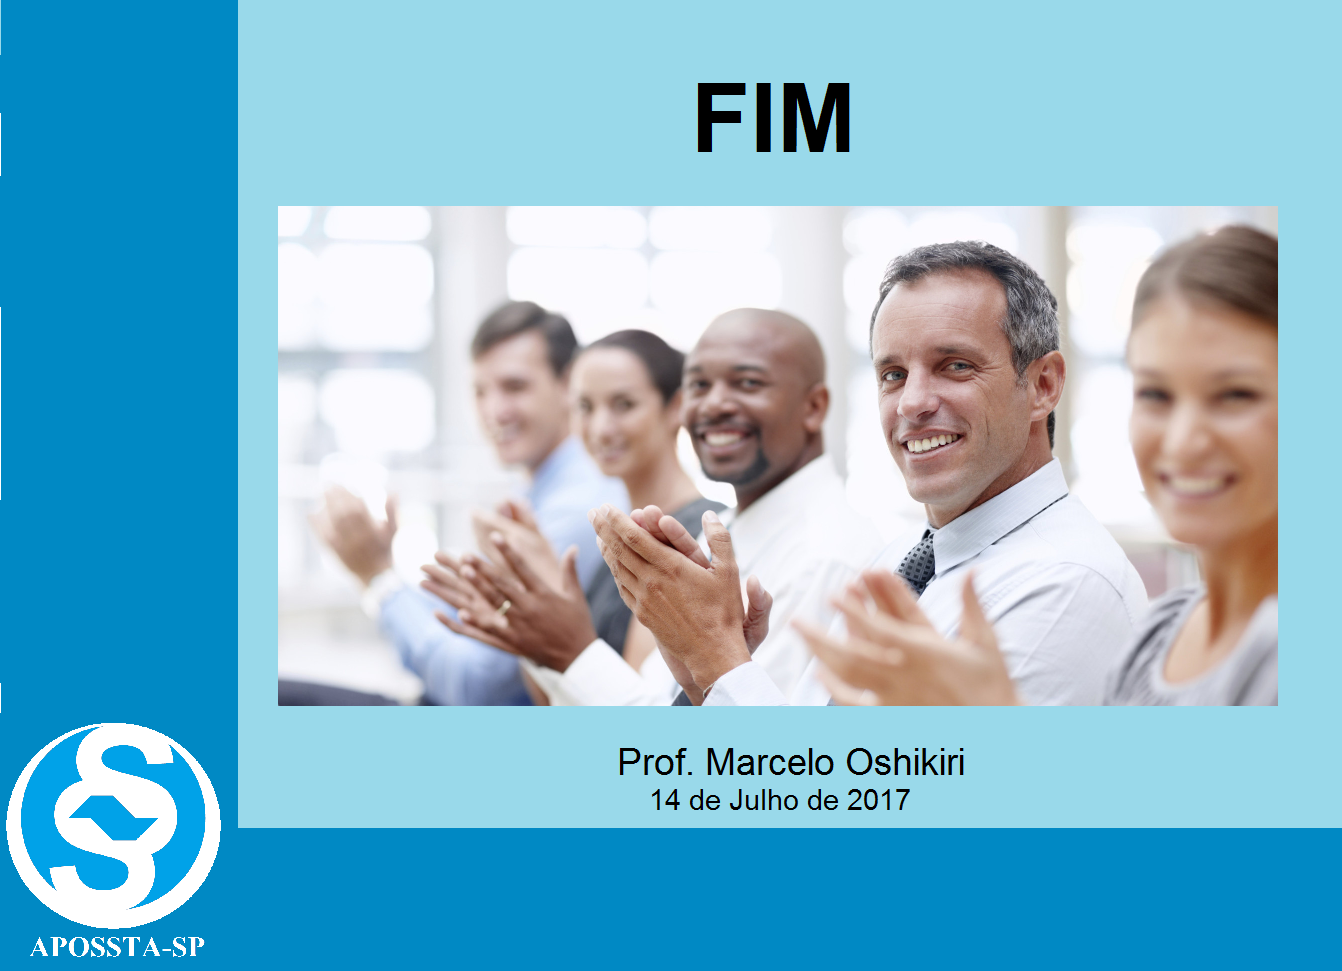 FIM
Prof. Marcelo Oshikiri
14 de Julho de 2017
APOSSTA-SP